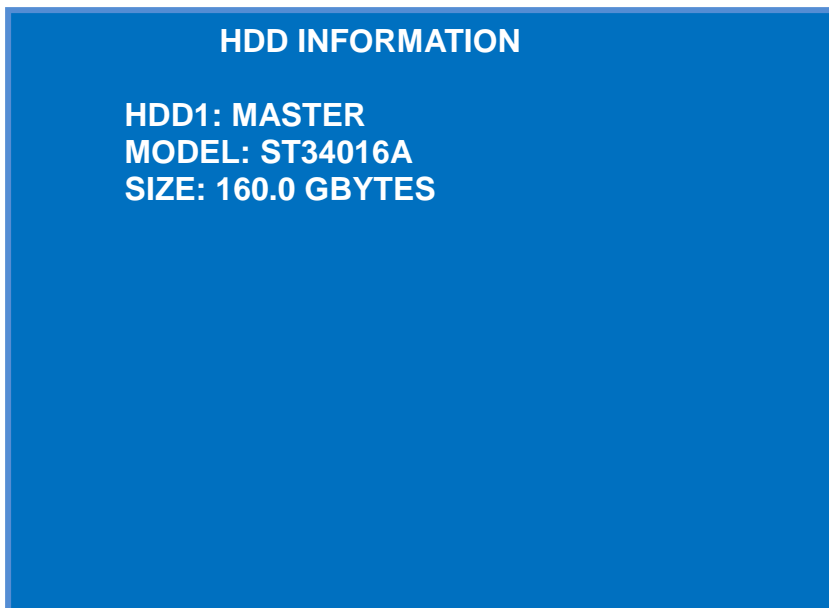 HDD INFORMATION
HDD1: MASTER
MODEL: ST34016A
SIZE: 160.0 GBYTES